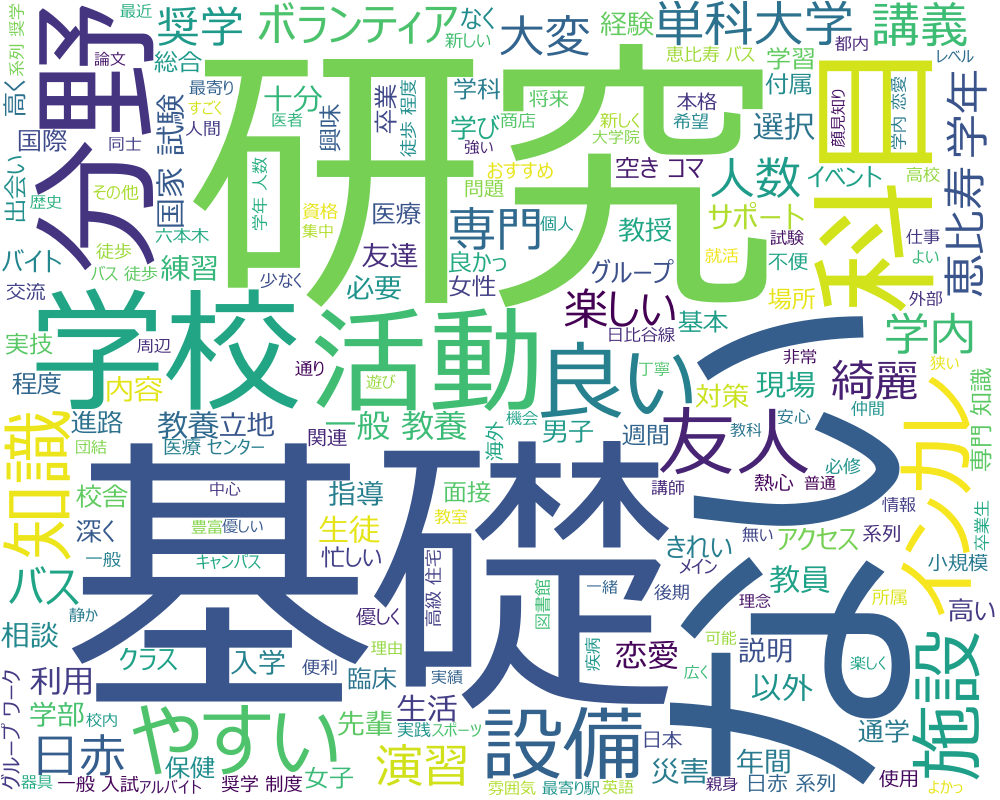 研究
基礎
すごい
学校
科目
分野
活動
良い
友人
インカレ
知識
設備
施設
やすい
演習
日赤
バス
奨学
ボランティア
大変
単科大学
講義
学年
恵比寿
学内
綺麗
楽しい
人数
専門
国家 試験
一般 教養
教養立地
経験
なく
新しい
恵比寿 バス
都内
レベル
学習
付属
最近
論文
系列 奨学
高く
総合
最寄り
すごく
人間
十分
医者
卒業
興味
徒歩 程度
学科
学び
商店
将来
強い
大学院
新しく
希望
本格
選択
顔見知り
学内 恋愛
国際
同士
出会い
歴史
その他
学年 人数
資格
集中
おすすめ
問題
空き コマ
イベント
高校
バイト
徒歩
六本木
バス 徒歩
練習
医療
友達
良かっ
個人
教授
サポート
就活
試験
不便
仕事
よい
交流
少なく
必要
女性
グループ
場所
外部
実技
周辺
通り
遊び
日比谷線
基本
丁寧
非常
狭い
程度
内容
対策
現場
安心
仲間
専門 知識
進路
団結
医療 センター
関連
海外
機会
男子
週間
教科
必修
校舎
中心
指導
面接
講師
熱心
普通
情報
卒業生
深く
豊富
優しい
生徒
教室
一般
キャンパス
忙しい
高級 住宅
きれい
無い
アクセス
系列
メイン
小規模
静か
優しく
図書館
一緒
後期
理念
教員
所属
高い
相談
クラス
入学
便利
理由
臨床
実績
疾病
恋愛
可能
説明
広く
楽しく
利用
生活
以外
通学
グループ ワーク
学部
校内
先輩
実践
スポーツ
日本
災害
年間
保健
女子
器具
一般 入試
アルバイト
奨学 制度
雰囲気
最寄り駅
英語
親身
日赤 系列
使用
よかっ